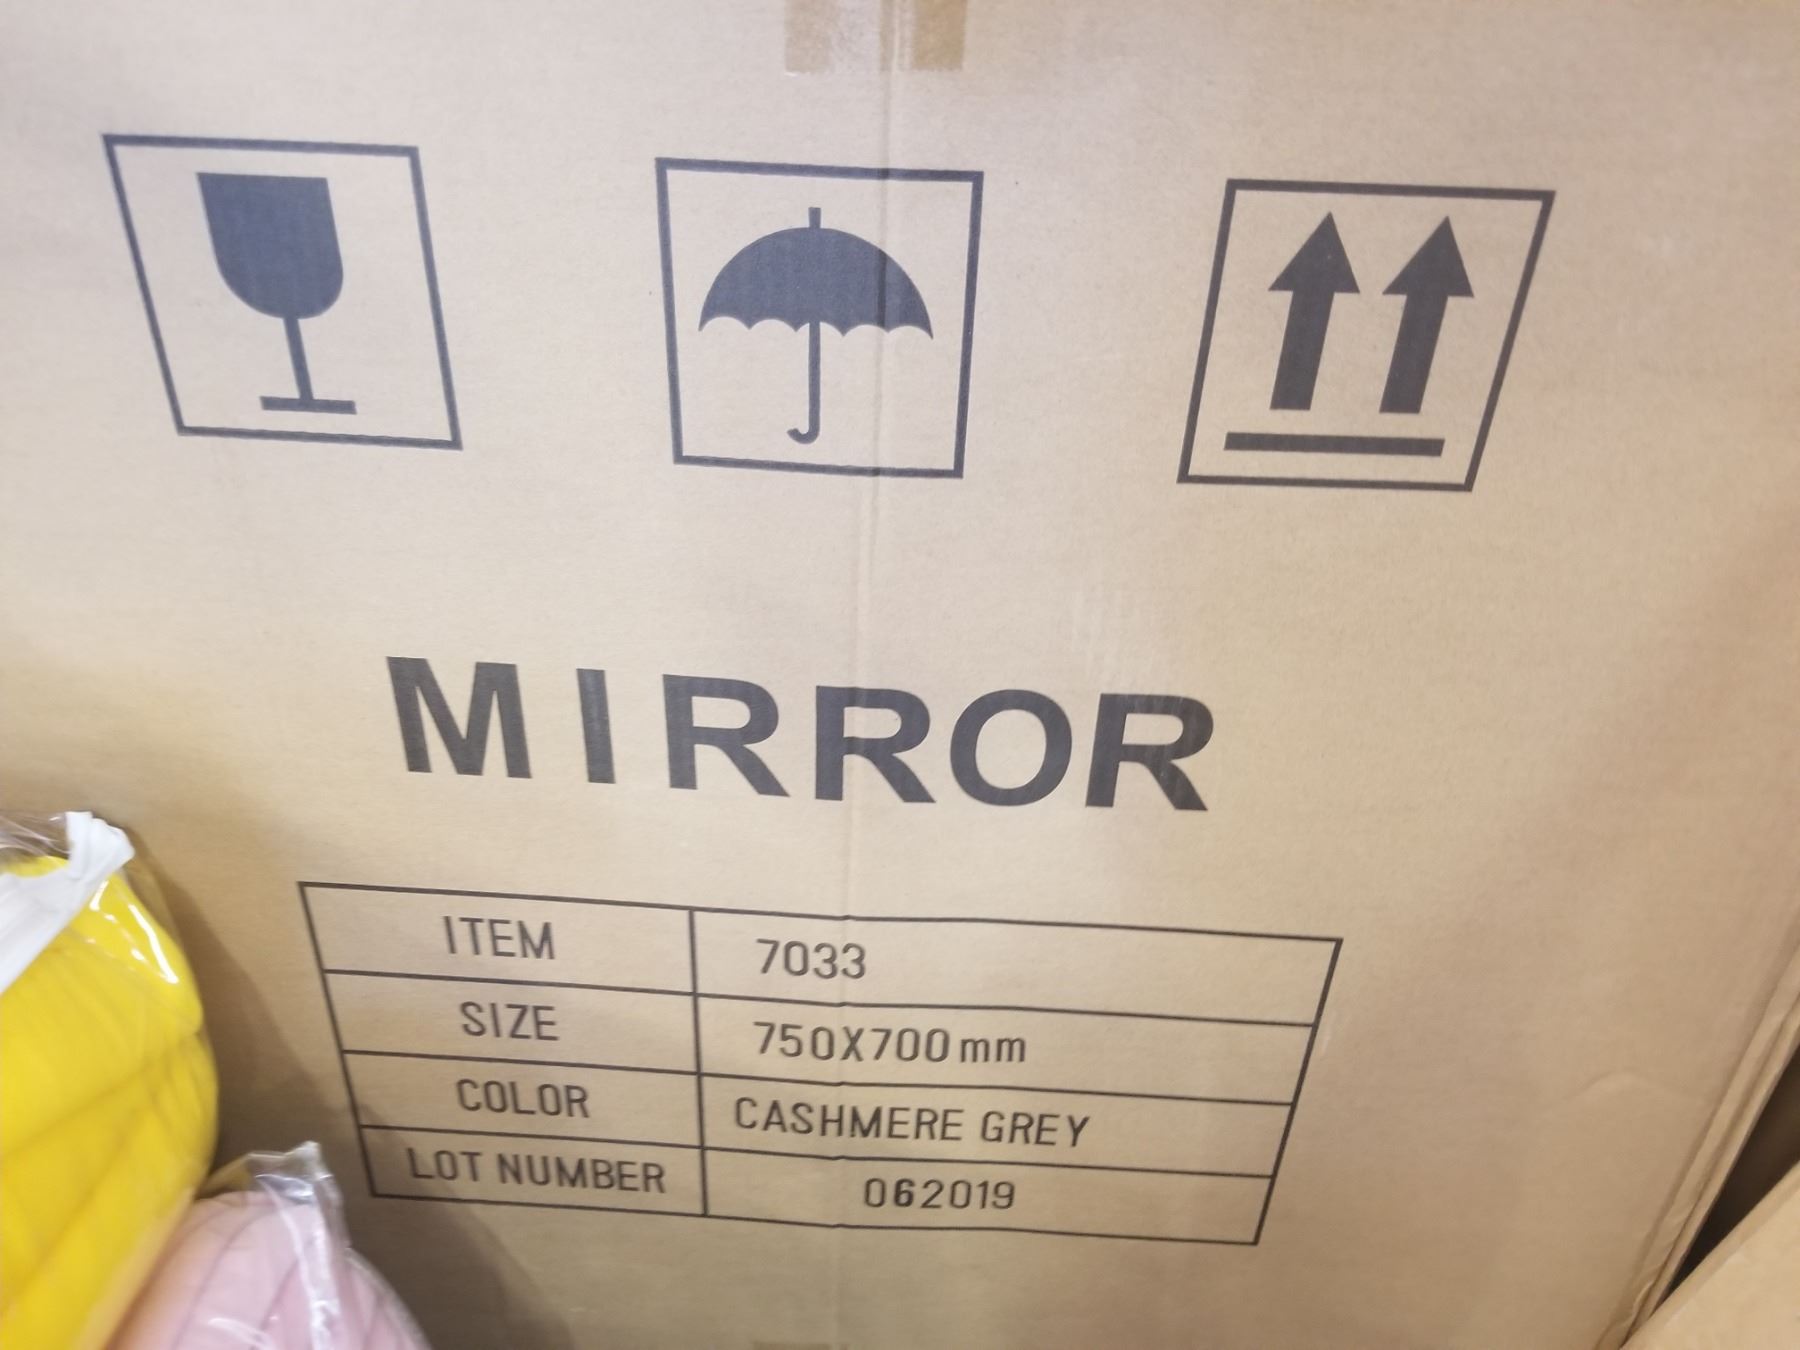 MIRROR
ITEM 7033
SIZE 750X700mm
COLOR CASHMERE GREY
LOT NUMBER 062019